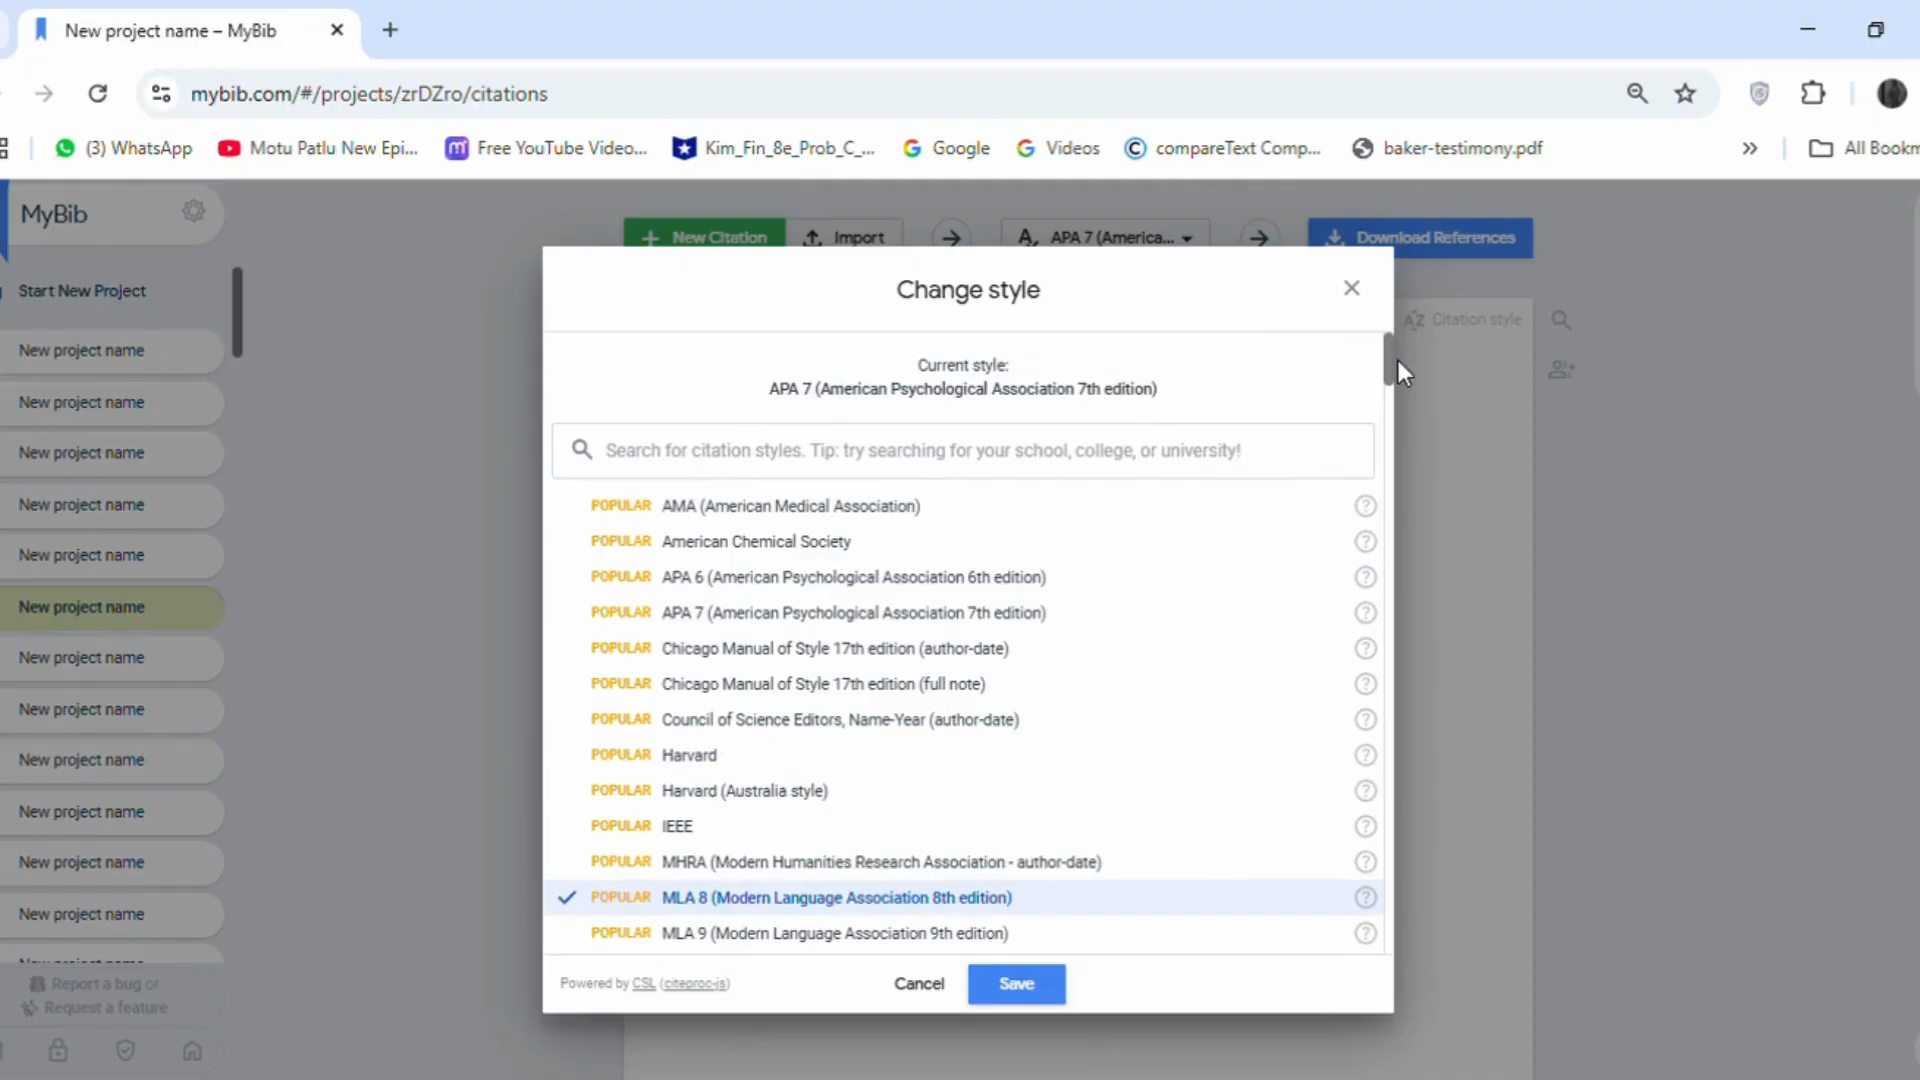 New project name – MyBib
mybib.com/#/projects/zrDZro/citations
(3) WhatsApp
Motu Patlu New Epi...
Free YouTube Video...
Kim_Fin_8e_Prob_C_...
Google
Videos
compareText Comp...
baker-testimony.pdf
All Bookm
MyBib
New Citation
Import
APA 7 (America...
Download References
Start New Project
Change style
Citation style
Current style:
APA 7 (American Psychological Association 7th edition)
Search for citation styles. Tip: try searching for your school, college, or university!
POPULAR AMA (American Medical Association)
POPULAR American Chemical Society
POPULAR APA 6 (American Psychological Association 6th edition)
POPULAR APA 7 (American Psychological Association 7th edition)
POPULAR Chicago Manual of Style 17th edition (author-date)
POPULAR Chicago Manual of Style 17th edition (full note)
POPULAR Council of Science Editors, Name-Year (author-date)
POPULAR Harvard
POPULAR Harvard (Australia style)
POPULAR IEEE
POPULAR MHRA (Modern Humanities Research Association - author-date)
POPULAR MLA 8 (Modern Language Association 8th edition)
POPULAR MLA 9 (Modern Language Association 9th edition)
Powered by CSL (citeproc-js)
Cancel
Save
New project name
New project name
New project name
New project name
New project name
New project name
New project name
New project name
New project name
New project name
New project name
New project name
New project name
Report a bug or
Request a feature